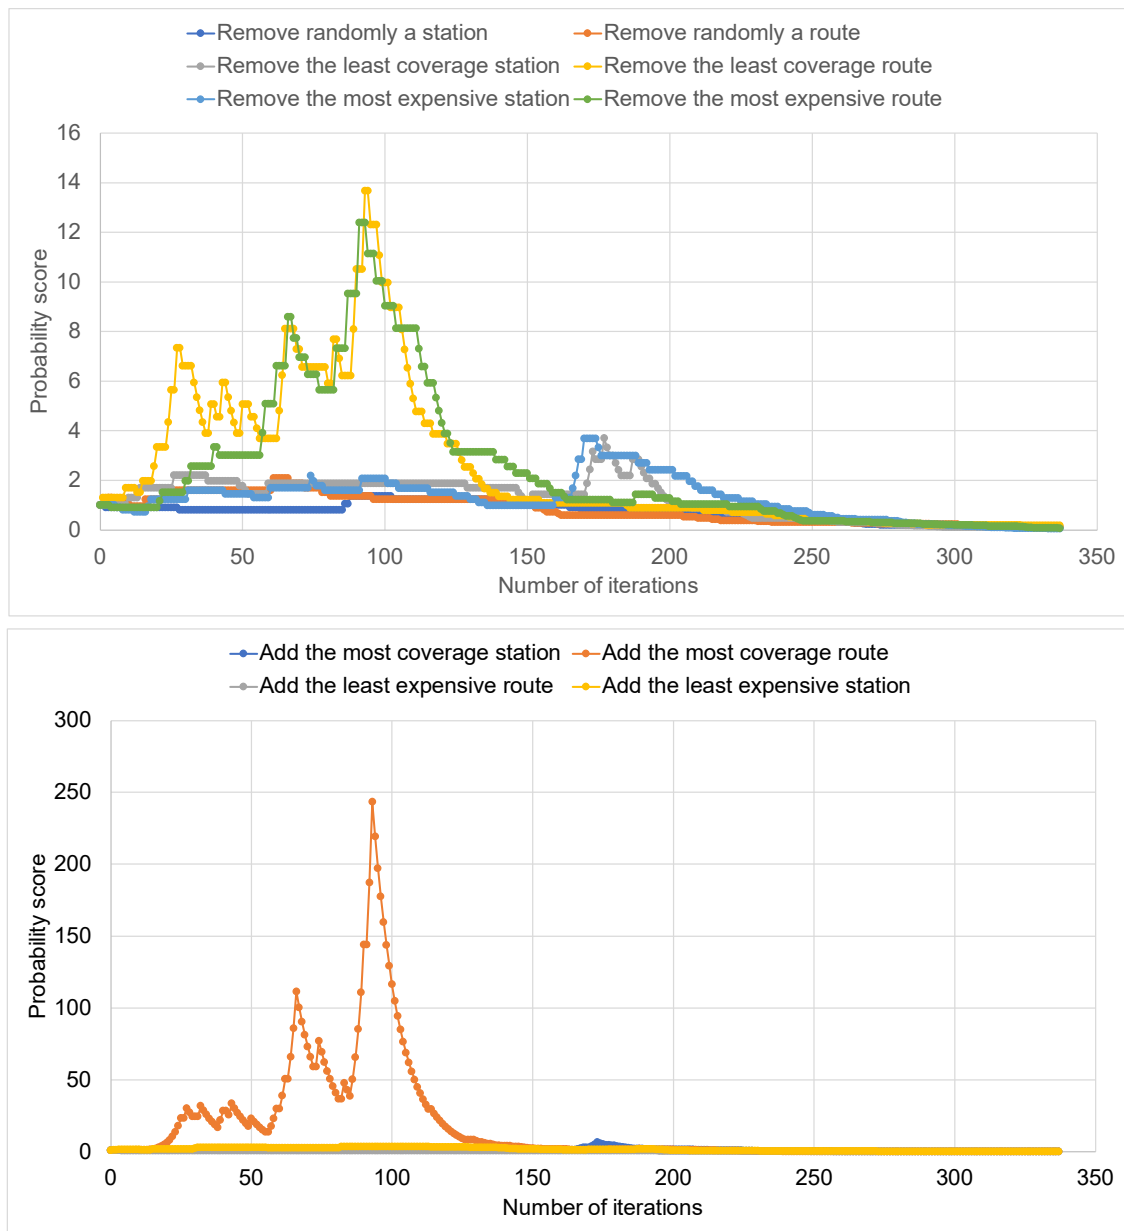 Remove randomly a station Remove randomly a route
Remove the least coverage station Remove the least coverage route
Remove the most expensive station Remove the most expensive route
16
14
12
10
8
6
4
2
0
Probability score
0 50 100 150 200 250 300 350
Number of iterations
Add the most coverage station Add the most coverage route
Add the least expensive route Add the least expensive station
300
250
200
150
100
50
0
Probability score
0 50 100 150 200 250 300 350
Number of iterations